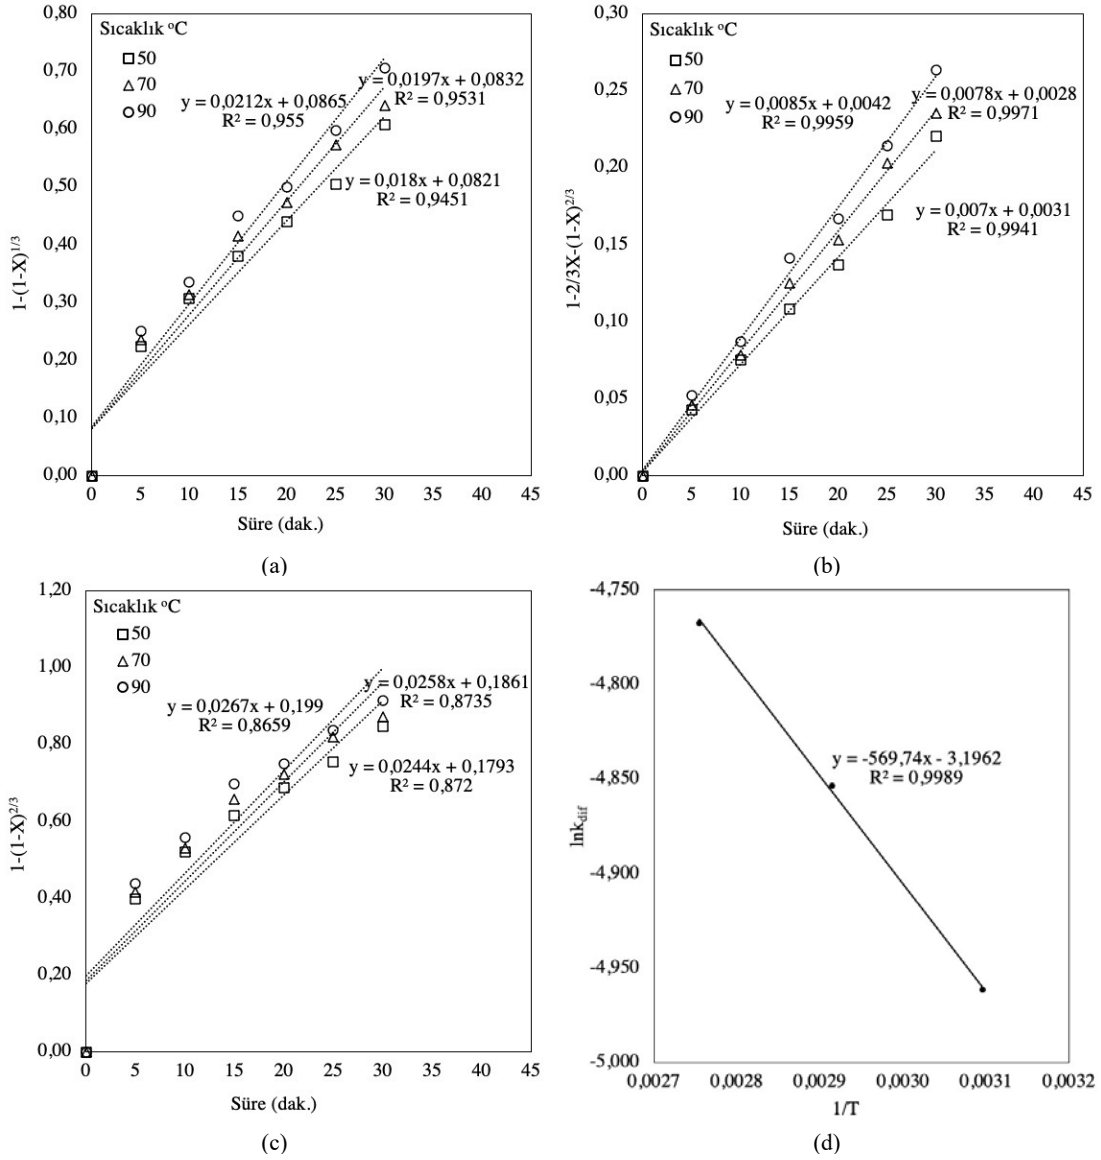 0,80
0,70
0,60
0,50
0,40
0,30
0,20
0,10
0,00
1-(1-X)1/3
Sıcaklık oC
50
70
90
y = 0,0212x + 0,0865
R² = 0,955
y = 0,0197x + 0,0832
R² = 0,9531
y = 0,018x + 0,0821
R² = 0,9451
0 5 10 15 20 25 30 35 40 45
Süre (dak.)
(a)
0,30
0,25
0,20
0,15
0,10
0,05
0,00
1-2/3X-(1-X)2/3
Sıcaklık oC
50
70
90
y = 0,0085x + 0,0042
R² = 0,9959
y = 0,0078x + 0,0028
R² = 0,9971
y = 0,007x + 0,0031
R² = 0,9941
0 5 10 15 20 25 30 35 40 45
Süre (dak.)
(b)
1,20
1,00
0,80
0,60
0,40
0,20
0,00
1-(1-X)2/3
Sıcaklık oC
50
70
90
y = 0,0267x + 0,199
R² = 0,8659
y = 0,0258x + 0,1861
R² = 0,8735
y = 0,0244x + 0,1793
R² = 0,872
0 5 10 15 20 25 30 35 40 45
Süre (dak.)
(c)
-4,750
-4,800
-4,850
-4,900
-4,950
-5,000
lnkdif
y = -569,74x - 3,1962
R² = 0,9989
0,0027 0,0028 0,0029 0,0030 0,0031 0,0032
1/T
(d)